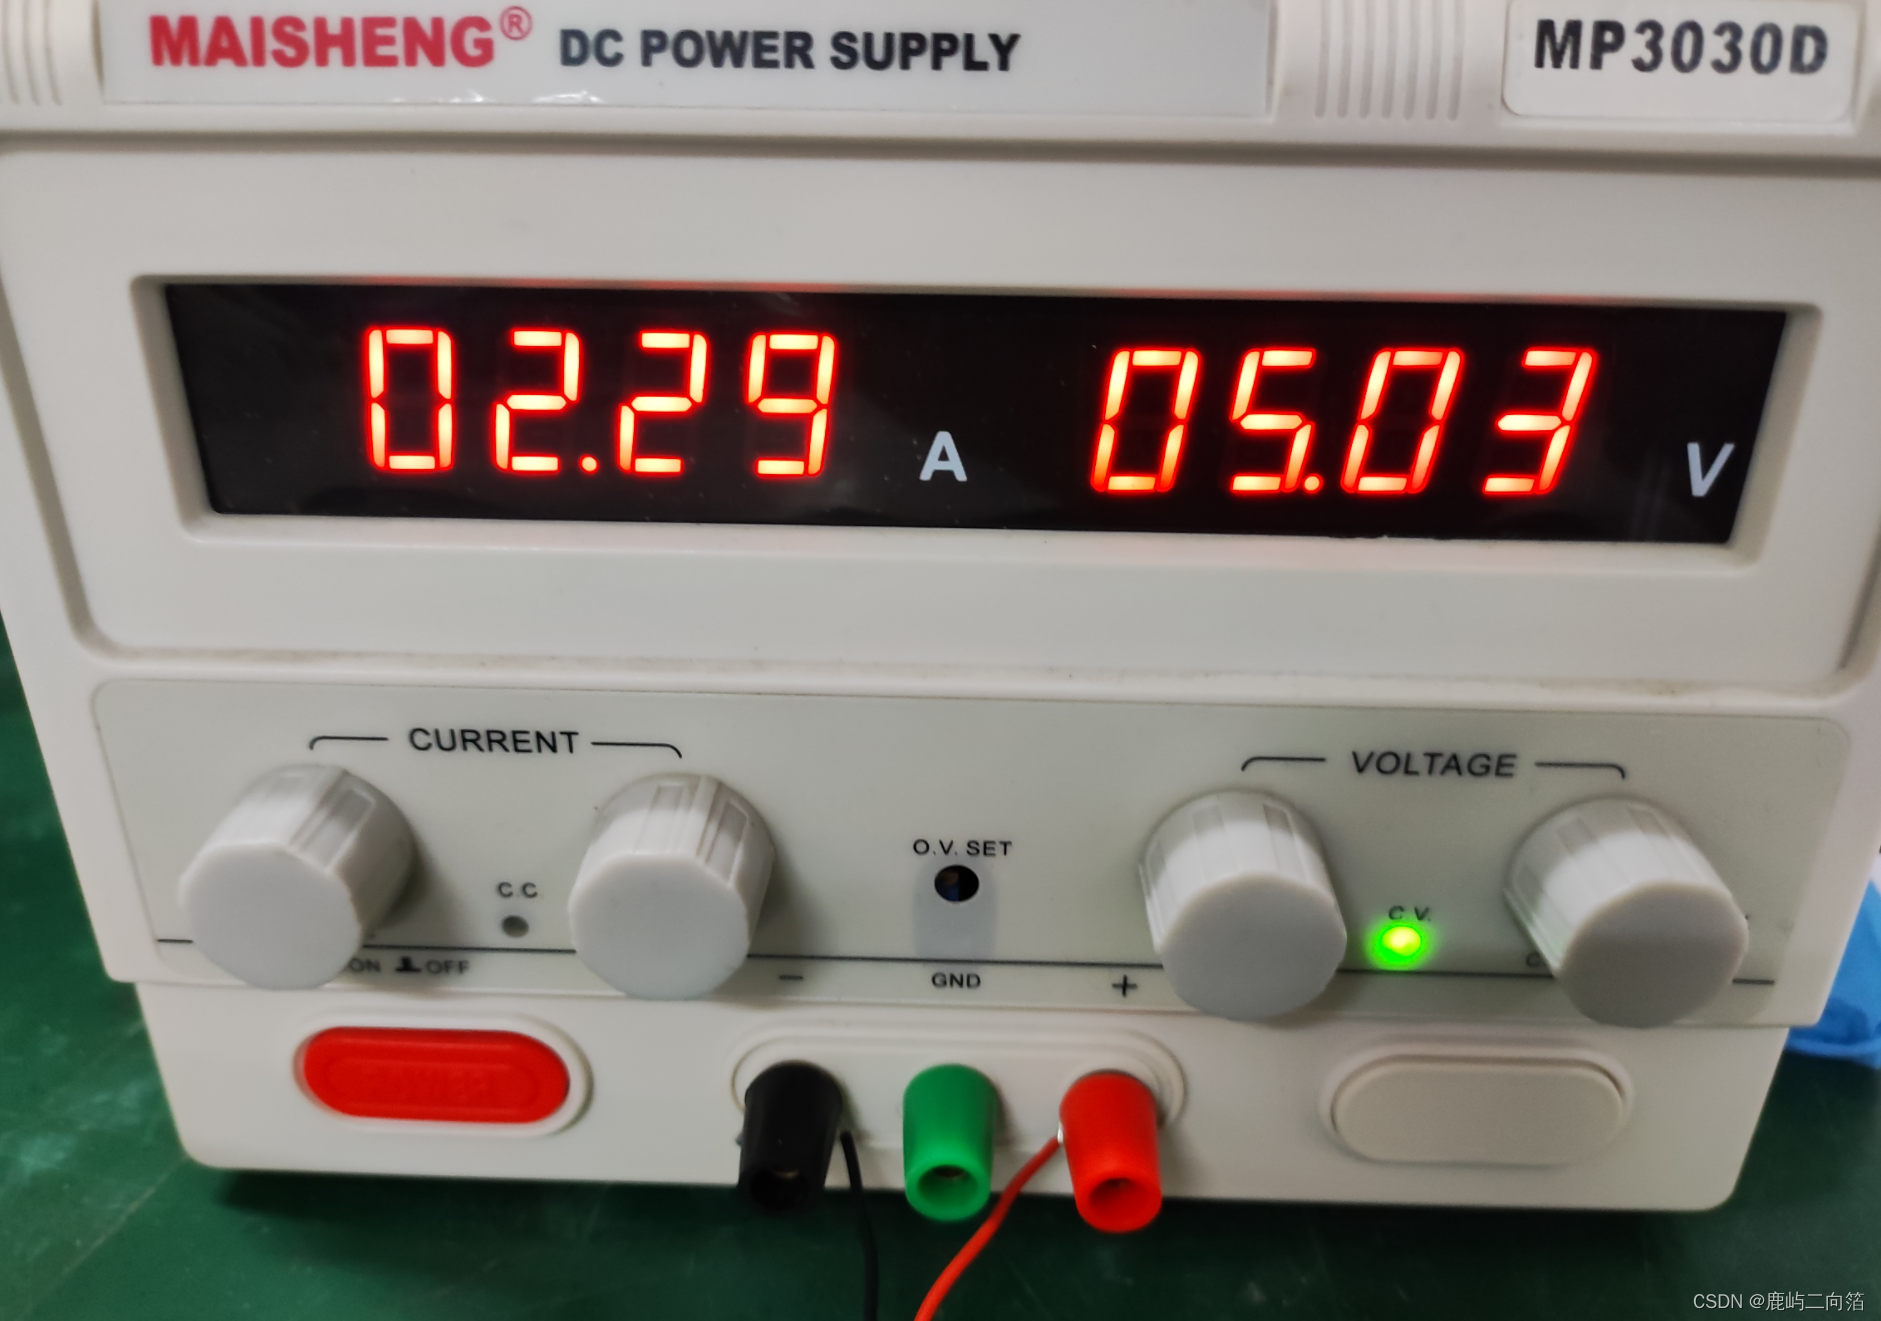 MAISHENG® DC POWER SUPPLY
MP3030D
02.29 A
05.03 V
CURRENT
VOLTAGE
O.V. SET
C.C
C.V.
ON OFF
− GND +
CSDN @鹿屿二向箔